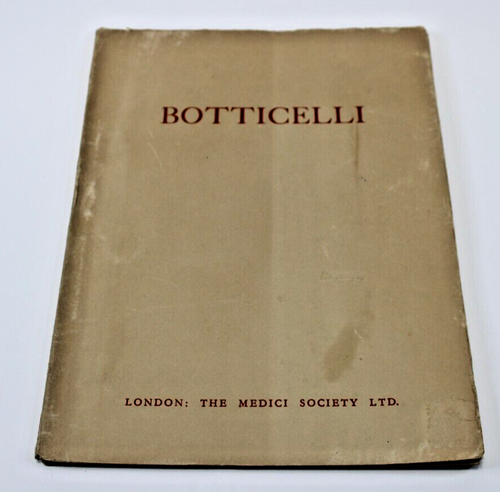 BOTTICELLI
LONDON: THE MEDICI SOCIETY LTD.